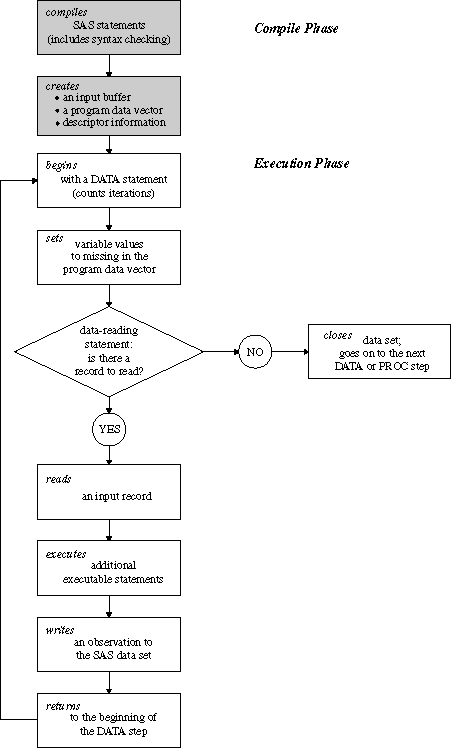 compiles
SAS statements
(includes syntax checking)
Compile Phase
creates
• an input buffer
• a program data vector
• descriptor information
Execution Phase
begins
with a DATA statement
(counts iterations)
sets
variable values
to missing in the
program data vector
data-reading
statement:
is there a
record to read?
NO
closes
data set;
goes on to the next
DATA or PROC step
YES
reads
an input record
executes
additional
executable statements
writes
an observation to
the SAS data set
returns
to the beginning of
the DATA step